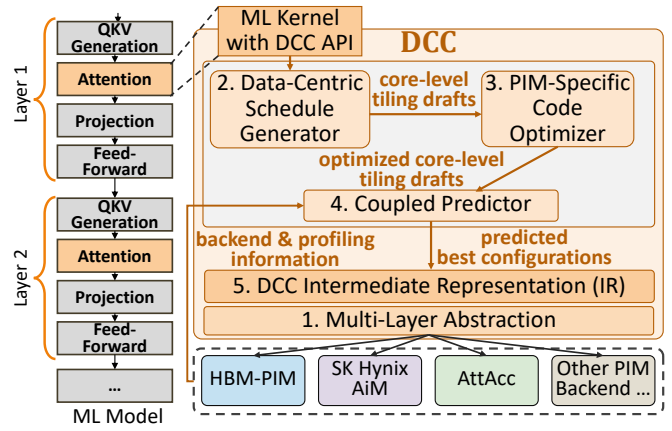 Layer 1
QKV
Generation
Attention
Projection
Feed-
Forward
Layer 2
QKV
Generation
Attention
Projection
Feed-
Forward
...
ML Model
ML Kernel
with DCC API
DCC
2. Data-Centric
Schedule
Generator
core-level
tiling drafts
3. PIM-Specific
Code
Optimizer
optimized core-level
tiling drafts
4. Coupled Predictor
backend & profiling
information
predicted
best configurations
5. DCC Intermediate Representation (IR)
1. Multi-Layer Abstraction
HBM-PIM
SK Hynix
AiM
AttAcc
Other PIM
Backend ...